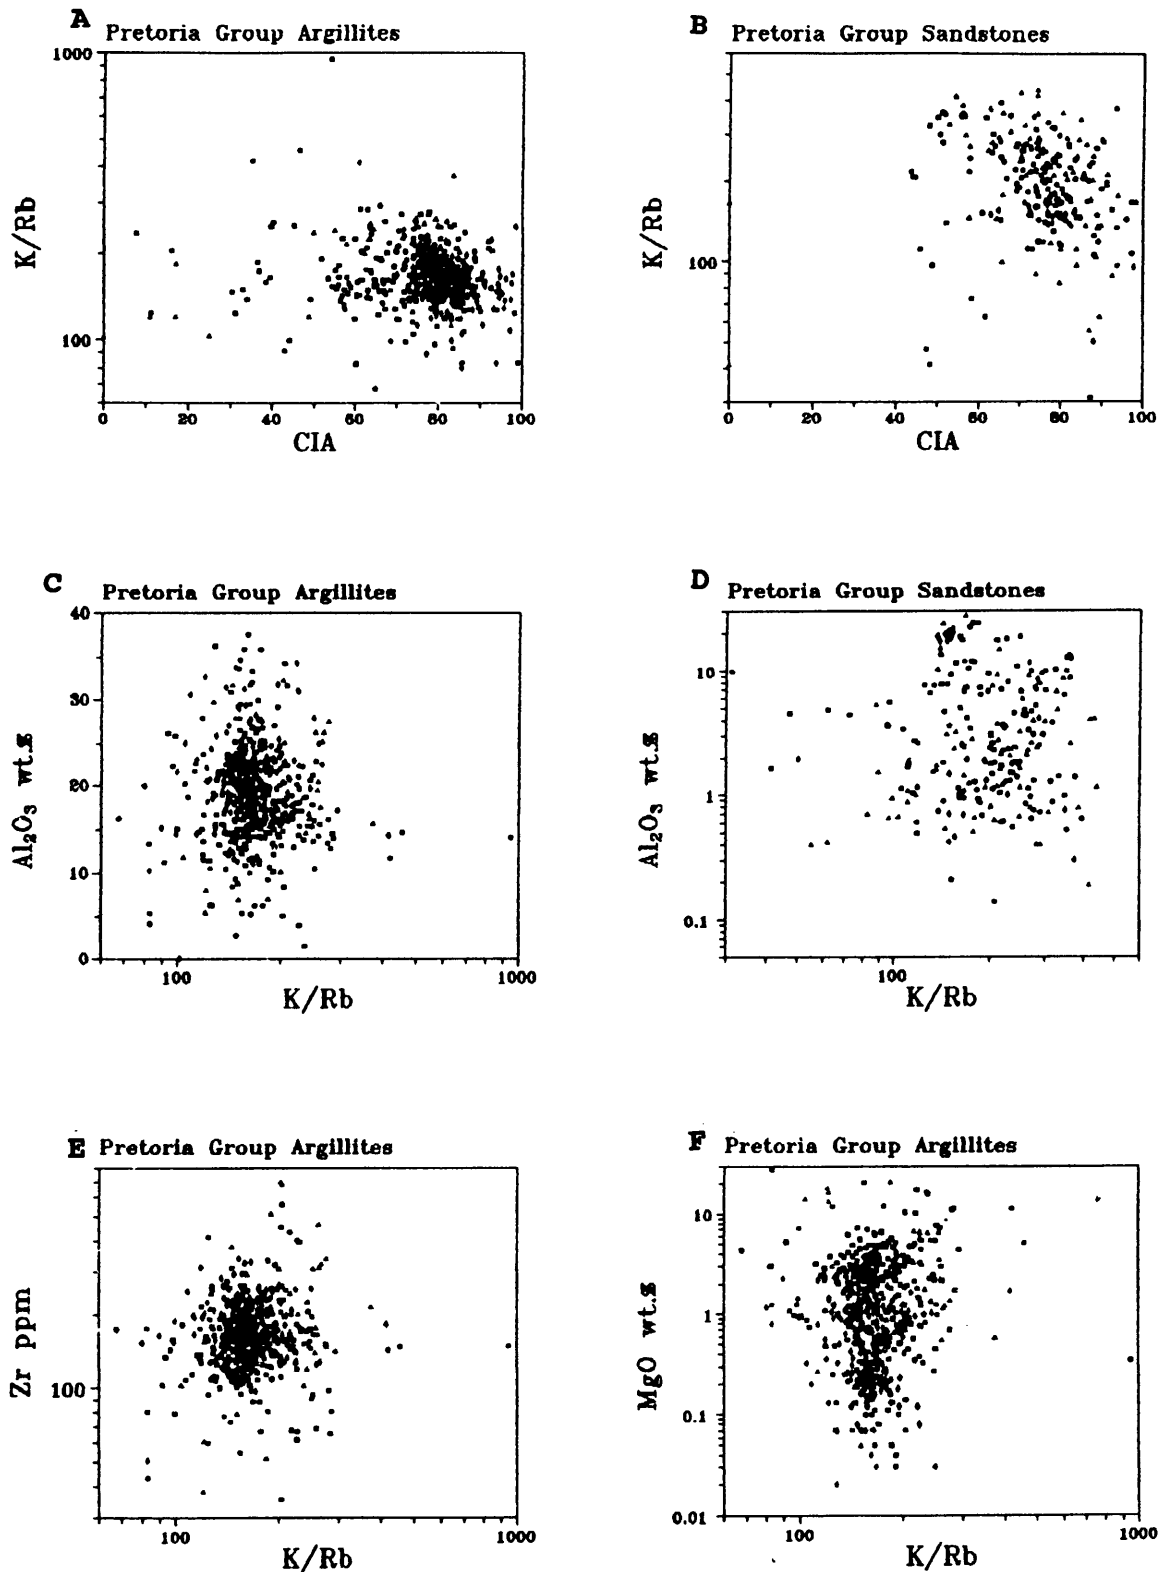 A Pretoria Group Argillites
1000
100
K/Rb
0 20 40 60 80 100
CIA
B Pretoria Group Sandstones
100
K/Rb
0 20 40 60 80 100
CIA
C Pretoria Group Argillites
40
30
20
10
0
Al₂O₃ wt.%
100 1000
K/Rb
D Pretoria Group Sandstones
10
1
0.1
Al₂O₃ wt.%
100
K/Rb
E Pretoria Group Argillites
100
Zr ppm
100 1000
K/Rb
F Pretoria Group Argillites
10
1
0.1
0.01
MgO wt.%
100 1000
K/Rb